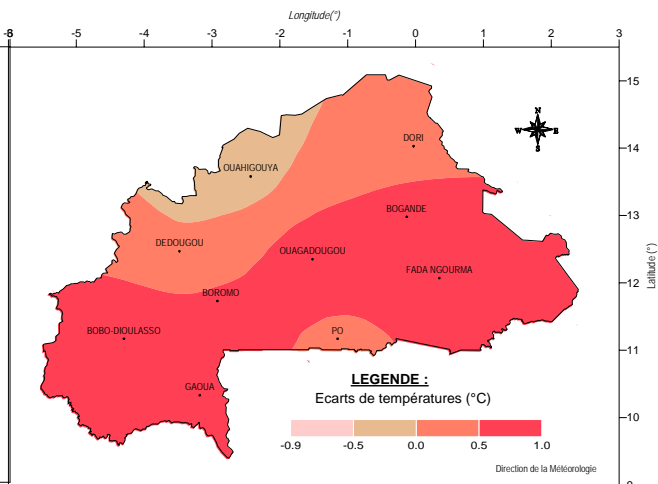 Longitude(°)
-8 -5 -4 -3 -2 -1 0 1 2 3
15
N
W E
S
DORI
14
OUAHIGOUYA
BOGANDE
13
DEDOUGOU
OUAGADOUGOU
Latitude (°)
FADA NGOURMA
12
BOROMO
BOBO-DIOULASSO
PO
11
LEGENDE :
GAOUA
Ecarts de températures (°C)
10
-0.9 -0.5 0.0 0.5 1.0
Direction de la Météorologie